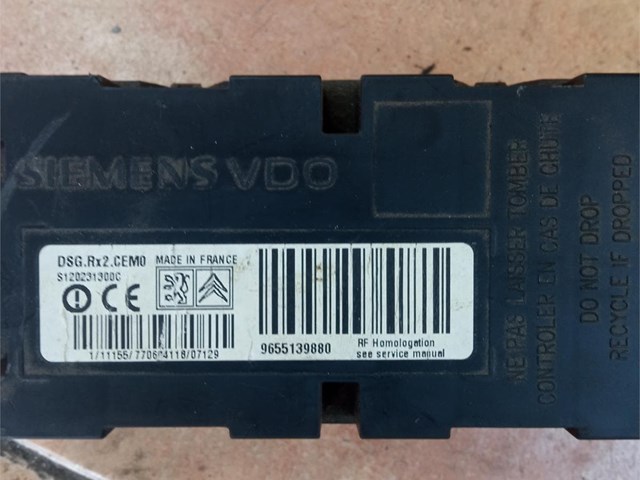 SIEMENS VDO
DSG.Rx2.CEM0 MADE IN FRANCE
S120231300C
CE
1/11155/770604118/07129
9655139880
RF Homologation
see service manual
NE PAS LAISSER TOMBER
CONTROLER EN CAS DE CHUTE
DO NOT DROP
RECYCLE IF DROPPED